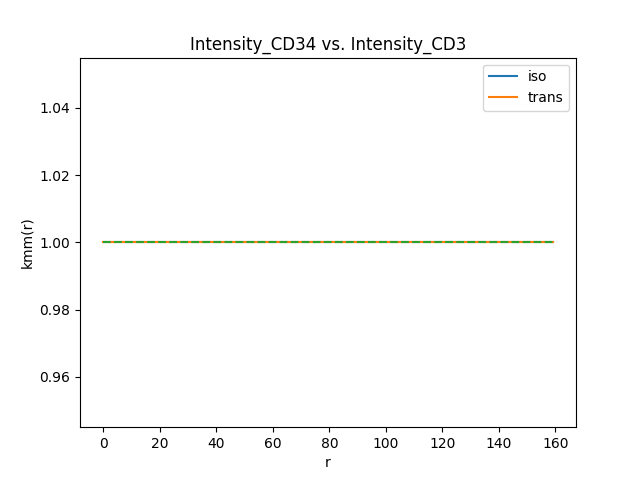 Intensity_CD34 vs. Intensity_CD3
iso
trans
1.04
1.02
1.00
0.98
0.96
kmm(r)
0 20 40 60 80 100 120 140 160
r